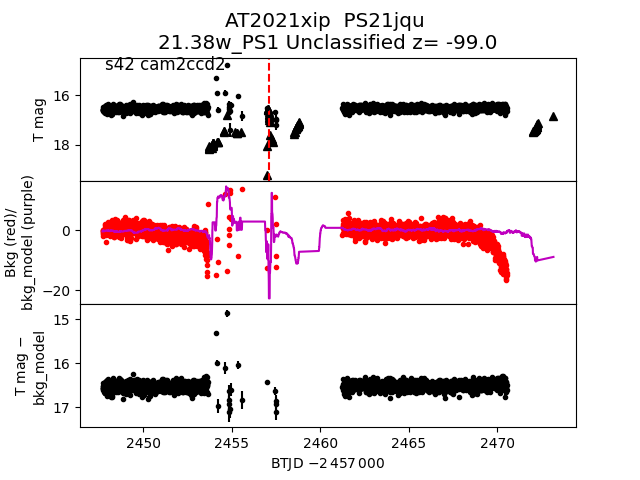 AT2021xip  PS21jqu
21.38w_PS1 Unclassified z= -99.0
s42 cam2ccd2
T mag
16
18
Bkg (red)/
bkg_model (purple)
0
−20
T mag −
bkg_model
15
16
17
2450
2455
2460
2465
2470
BTJD −2 457 000